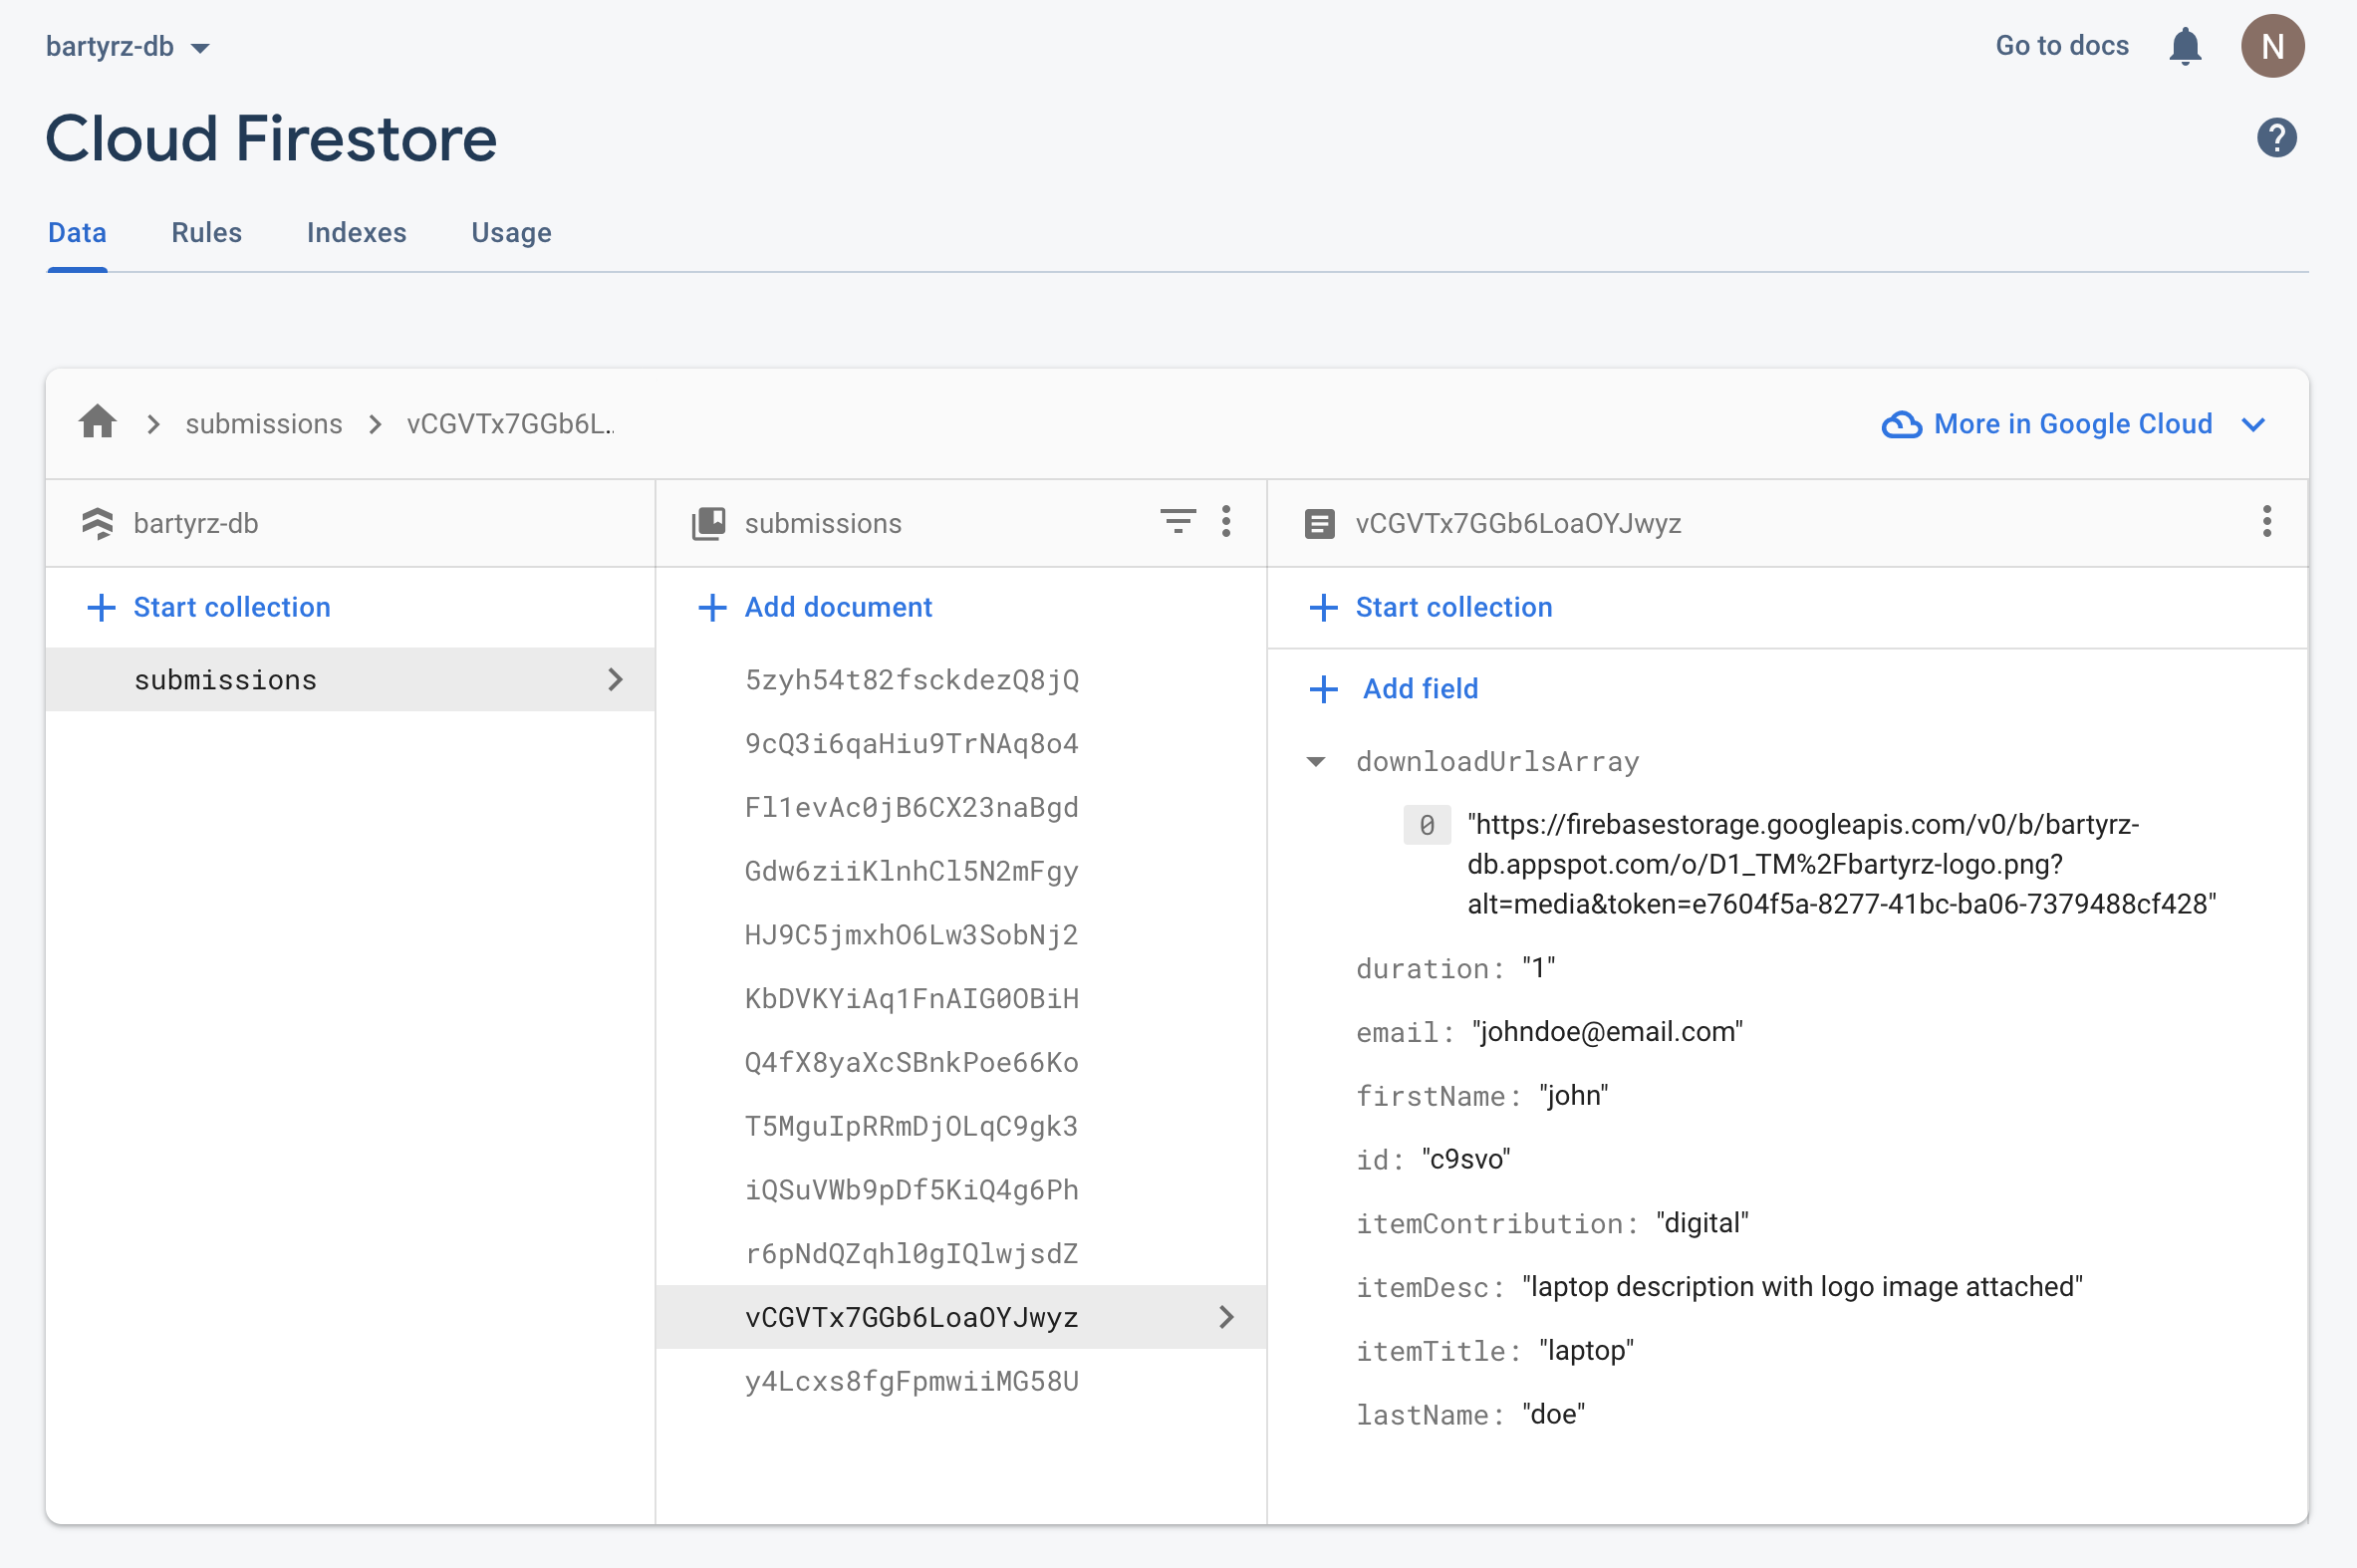 bartyrz-db
Go to docs
N
Cloud Firestore
?
Data Rules Indexes Usage
submissions
vCGVTx7GGb6L..
More in Google Cloud
bartyrz-db
Start collection
submissions
submissions
Add document
5zyh54t82fsckdezQ8jQ
9cQ3i6qaHiu9TrNAq8o4
Fl1evAc0jB6CX23naBgd
Gdw6ziiKlnhCl5N2mFgy
HJ9C5jmxhO6Lw3SobNj2
KbDVKYiAq1FnAIG0OBiH
Q4fX8yaXcSBnkPoe66Ko
T5MguIpRRmDjOLqC9gk3
iQSuVWb9pDf5KiQ4g6Ph
r6pNdQZqhl0gIQlwjsdZ
vCGVTx7GGb6LoaOYJwyz
y4Lcxs8fgFpmwiiMG58U
vCGVTx7GGb6LoaOYJwyz
Start collection
Add field
downloadUrlsArray
0 "https://firebasestorage.googleapis.com/v0/b/bartyrz-
db.appspot.com/o/D1_TM%2Fbartyrz-logo.png?
alt=media&token=e7604f5a-8277-41bc-ba06-7379488cf428"
duration: "1"
email: "johndoe@email.com"
firstName: "john"
id: "c9svo"
itemContribution: "digital"
itemDesc: "laptop description with logo image attached"
itemTitle: "laptop"
lastName: "doe"